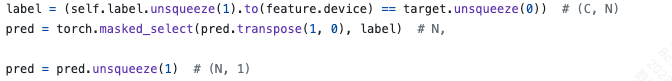 label = (self.label.unsqueeze(1).to(feature.device) == target.unsqueeze(0))  # (C, N)
pred = torch.masked_select(pred.transpose(1, 0), label)  # N,
pred = pred.unsqueeze(1)  # (N, 1)